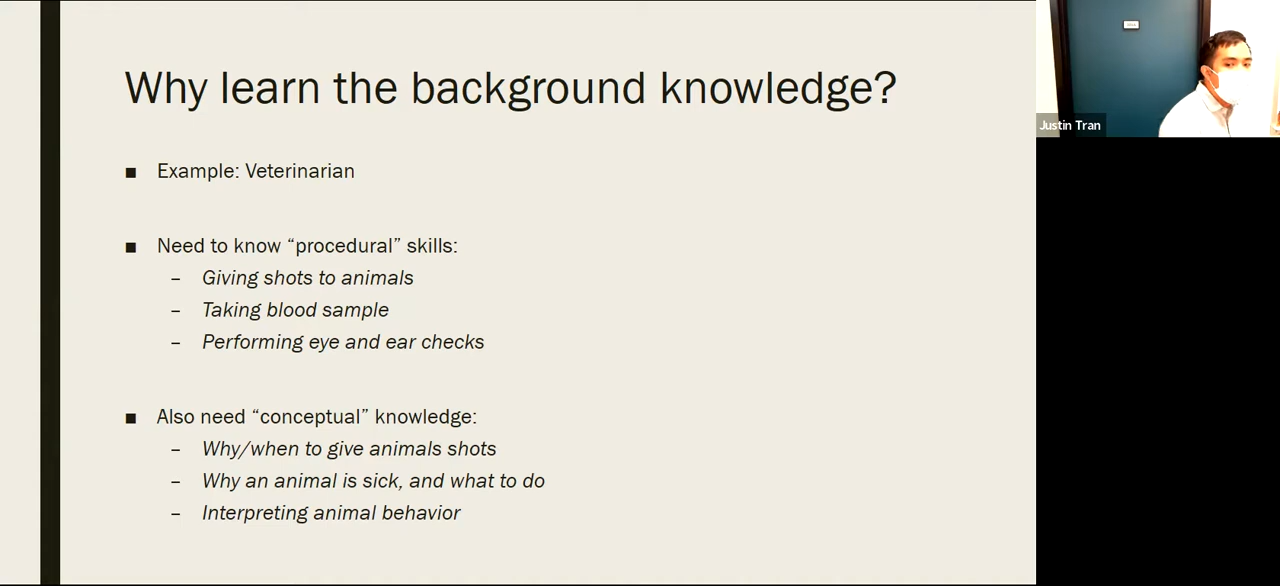 Why learn the background knowledge?
■ Example: Veterinarian
■ Need to know “procedural” skills:
– Giving shots to animals
– Taking blood sample
– Performing eye and ear checks
■ Also need “conceptual” knowledge:
– Why/when to give animals shots
– Why an animal is sick, and what to do
– Interpreting animal behavior
Justin Tran